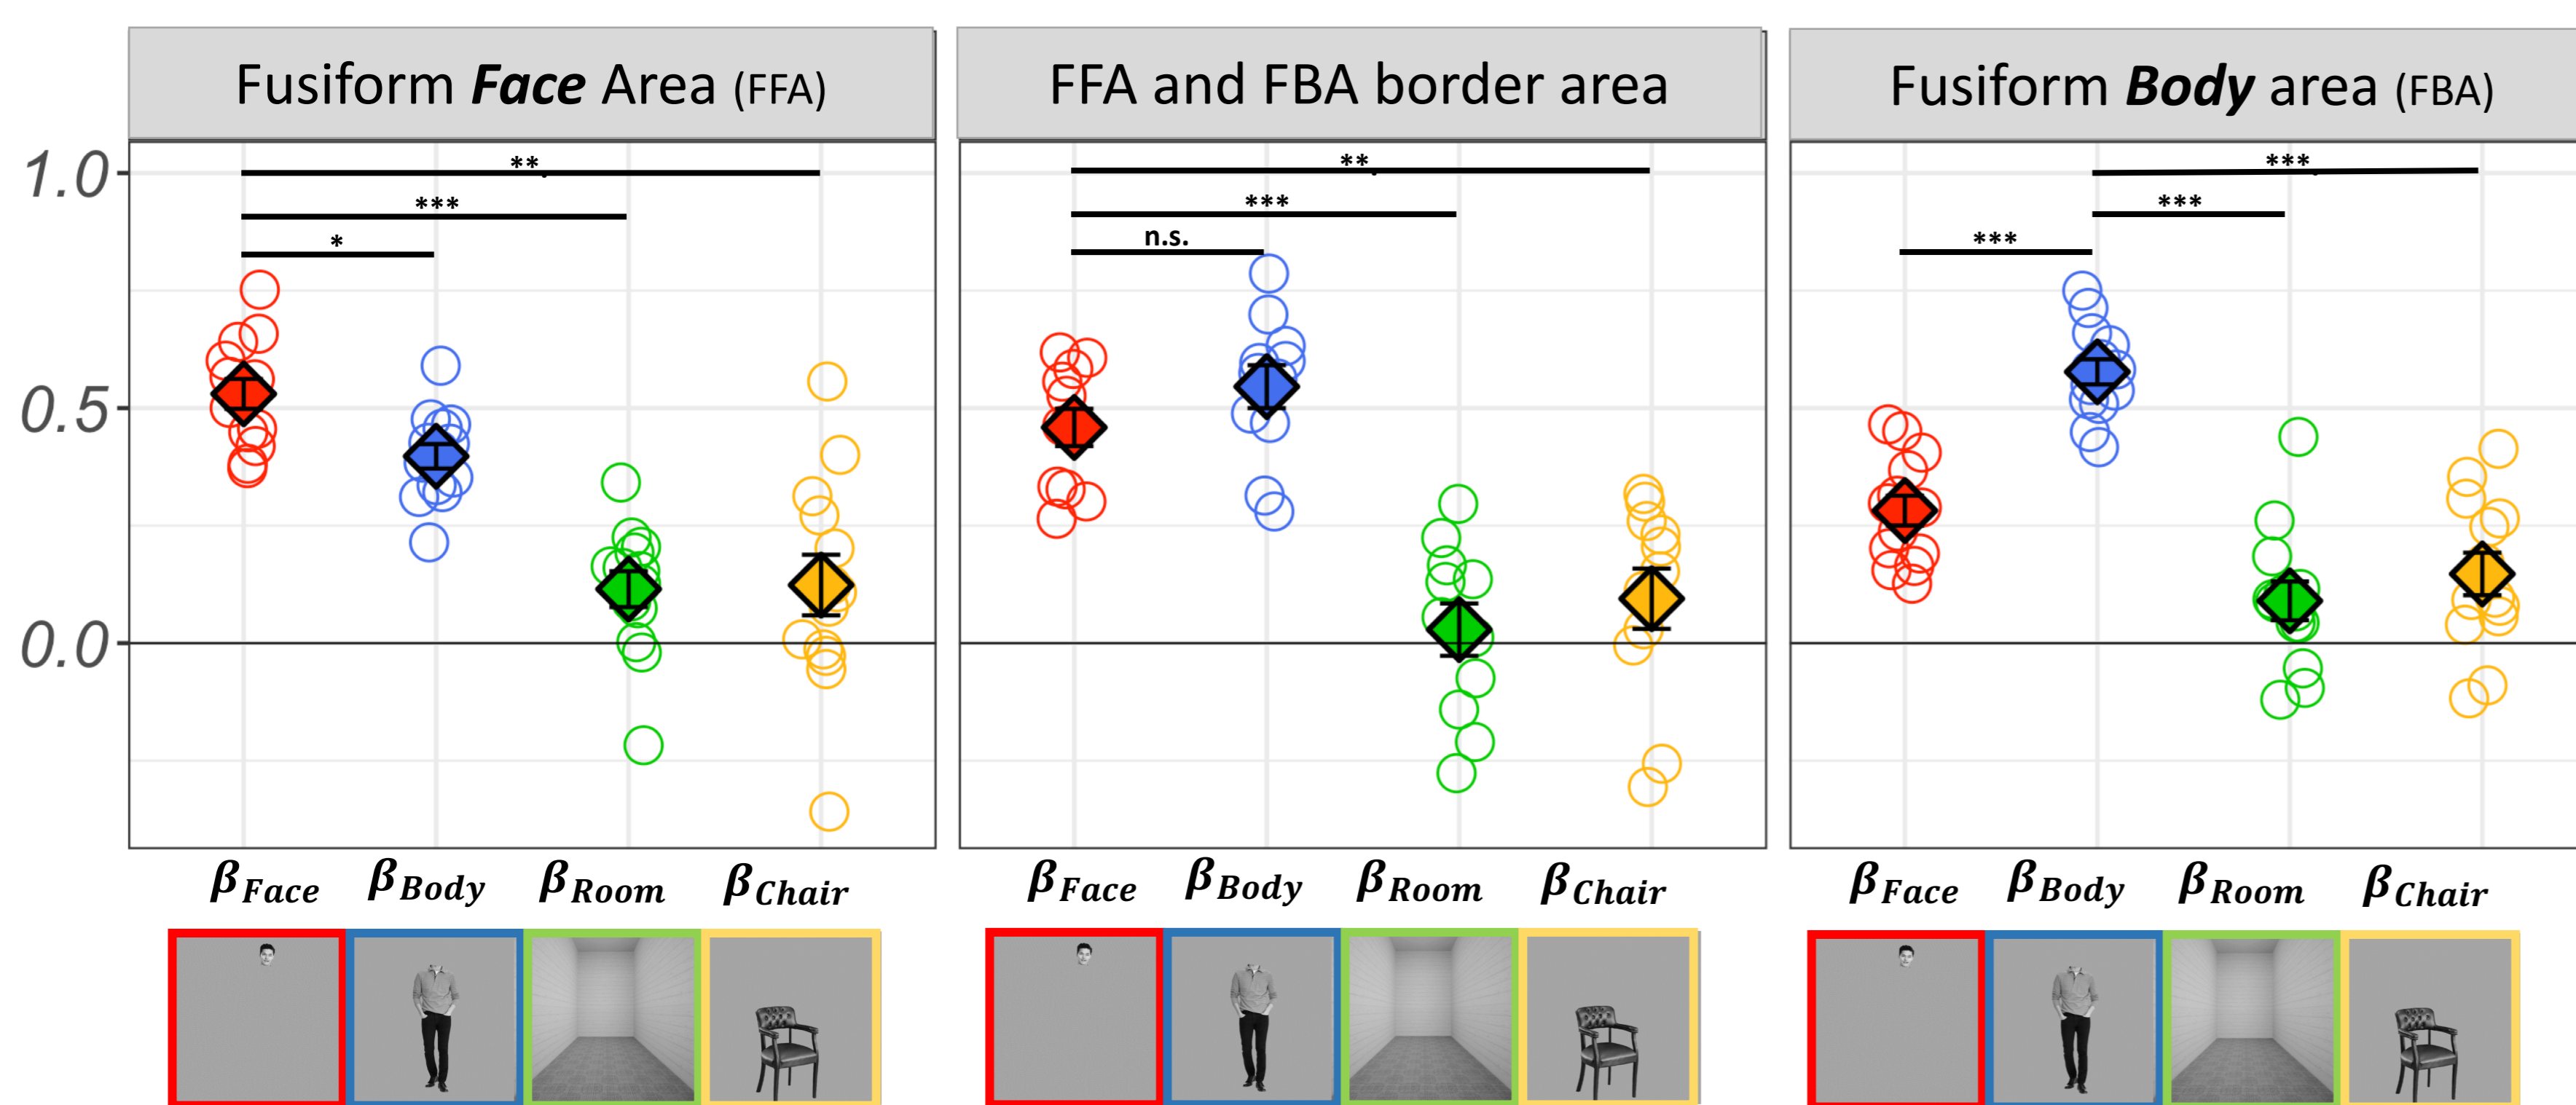 Fusiform Face Area (FFA)
FFA and FBA border area
Fusiform Body area (FBA)
1.0
0.5
0.0
**
***
*
**
***
n.s.
***
***
***
βFace βBody βRoom βChair
βFace βBody βRoom βChair
βFace βBody βRoom βChair